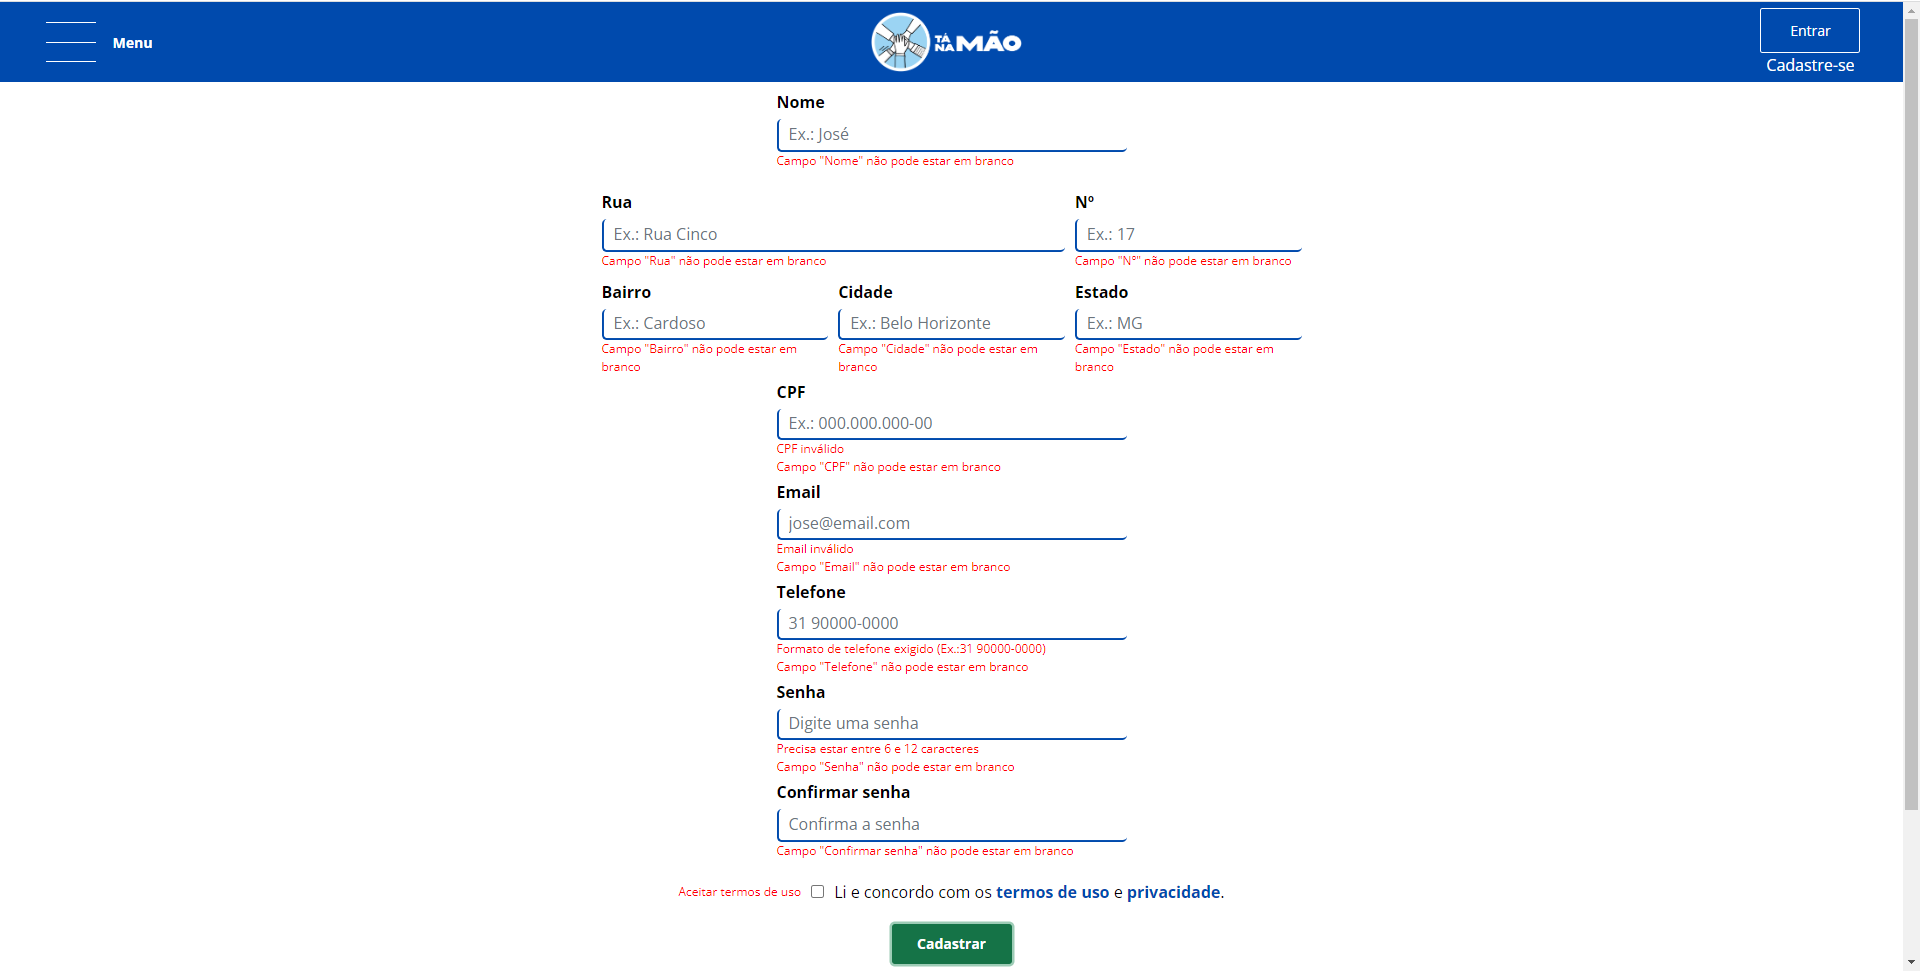 Menu
TÁ NA MÃO
Entrar
Cadastre-se
Nome
Ex.: José
Campo "Nome" não pode estar em branco
Rua
Ex.: Rua Cinco
Campo "Rua" não pode estar em branco
Nº
Ex.: 17
Campo "Nº" não pode estar em branco
Bairro
Ex.: Cardoso
Campo "Bairro" não pode estar em
branco
Cidade
Ex.: Belo Horizonte
Campo "Cidade" não pode estar em
branco
Estado
Ex.: MG
Campo "Estado" não pode estar em
branco
CPF
Ex.: 000.000.000-00
CPF inválido
Campo "CPF" não pode estar em branco
Email
jose@email.com
Email inválido
Campo "Email" não pode estar em branco
Telefone
31 90000-0000
Formato de telefone exigido (Ex.:31 90000-0000)
Campo "Telefone" não pode estar em branco
Senha
Digite uma senha
Precisa estar entre 6 e 12 caracteres
Campo "Senha" não pode estar em branco
Confirmar senha
Confirma a senha
Campo "Confirmar senha" não pode estar em branco
Aceitar termos de uso Li e concordo com os termos de uso e privacidade.
Cadastrar